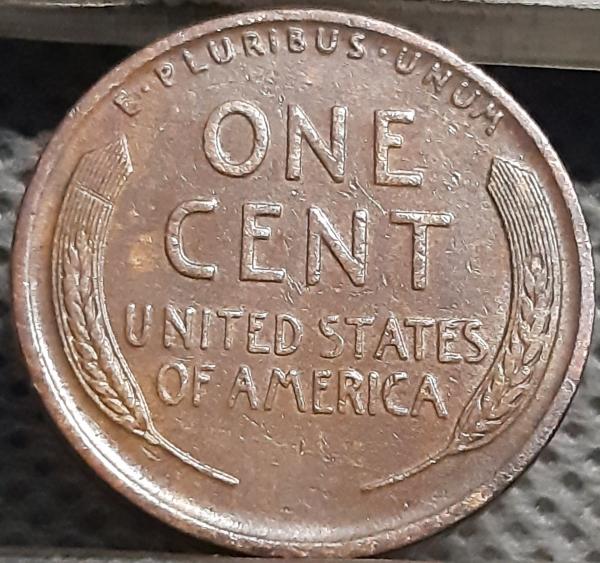 E·PLURIBUS·UNUM
ONE
CENT
UNITED STATES
OF AMERICA